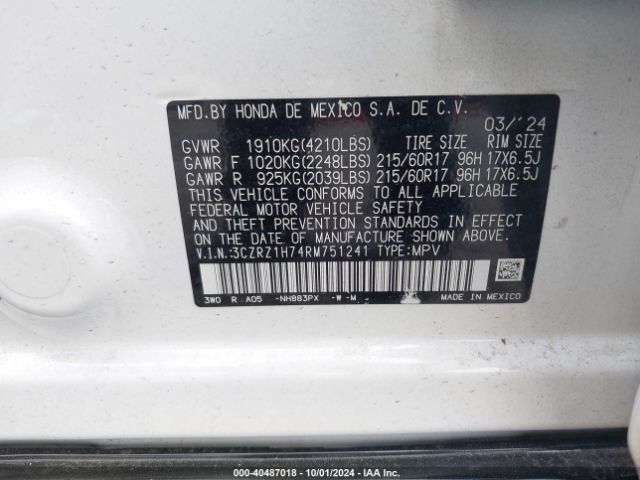 MFD.BY HONDA DE MEXICO S.A. DE C.V.
03/'24
GVWR 1910KG(4210LBS) TIRE SIZE RIM SIZE
GAWR F 1020KG(2248LBS) 215/60R17 96H 17X6.5J
GAWR R 925KG(2039LBS) 215/60R17 96H 17X6.5J
THIS VEHICLE CONFORMS TO ALL APPLICABLE
FEDERAL MOTOR VEHICLE SAFETY
AND THEFT PREVENTION STANDARDS IN EFFECT
ON THE DATE OF MANUFACTURE SHOWN ABOVE.
V.I.N:3CZRZ1H74RM751241 TYPE:MPV
3W0 R A05 -NH883PX -W-M- MADE IN MEXICO
000-40487018 - 10/01/2024 - IAA Inc.